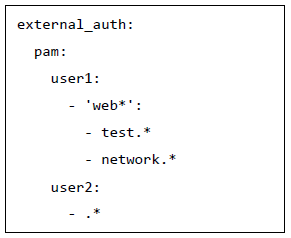 external_auth:
  pam:
    user1:
      - 'web*':
        - test.*
        - network.*
    user2:
      - .*